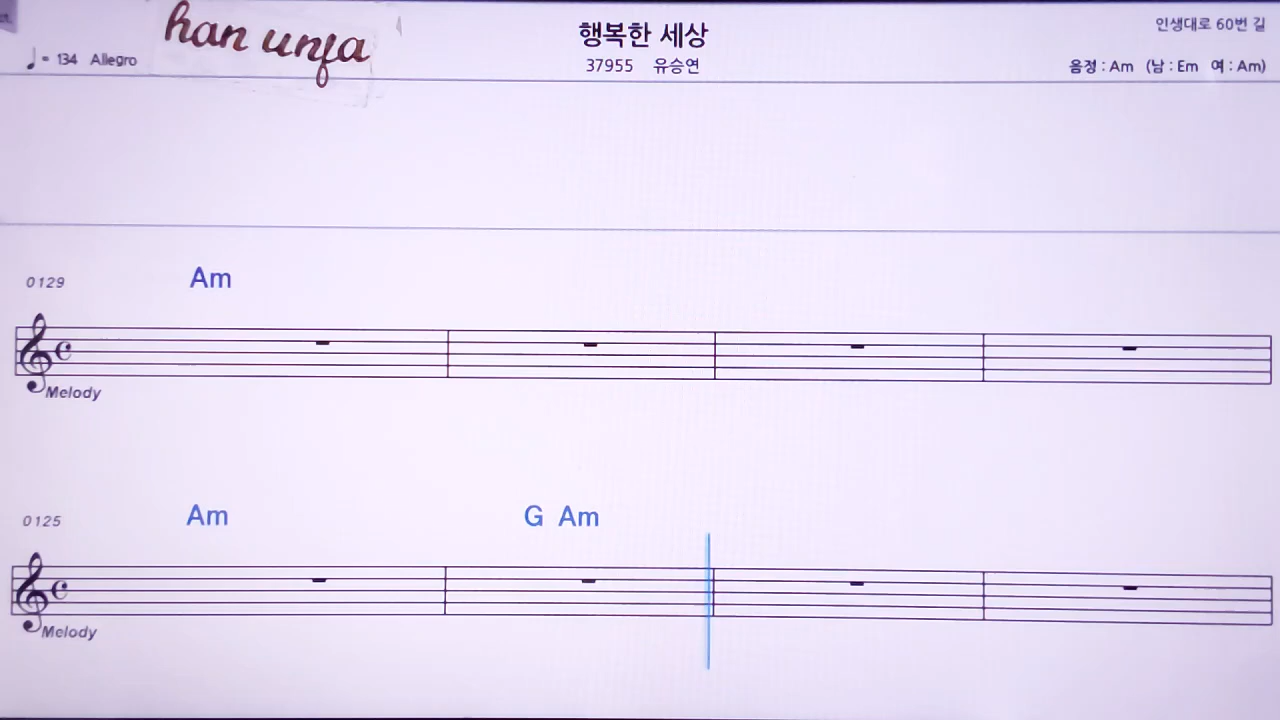 han unja
행복한 세상
인생대로 60번 길
♩= 134 Allegro
37955 유승연
음정 : Am (남 : Em 여 : Am)
0129 Am
Melody
0125 Am G Am
Melody